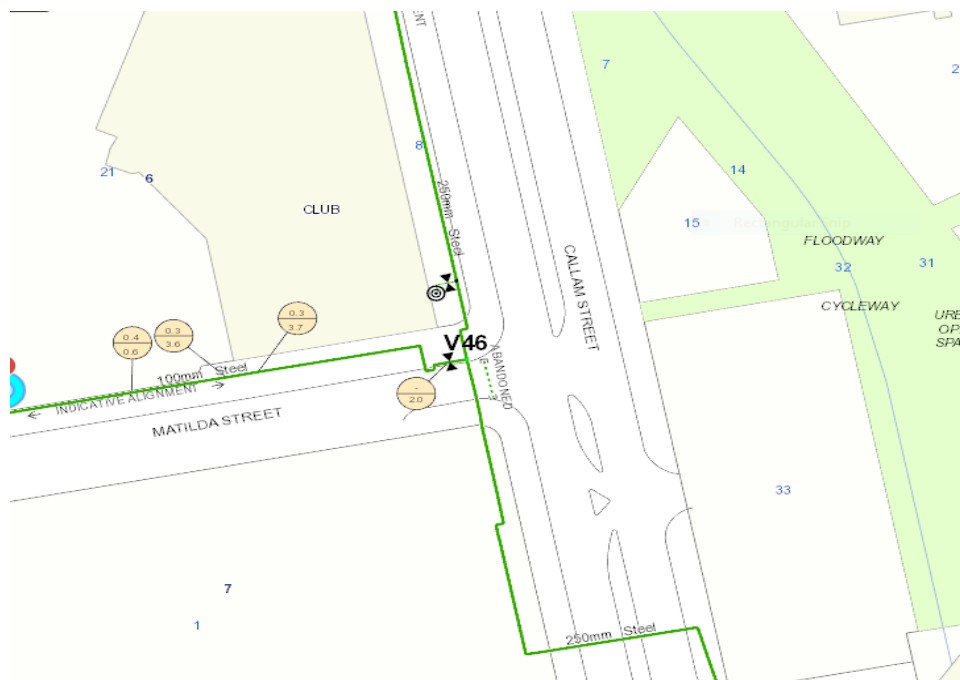 ENT
7
2
8
14
21
6
250mm Steel
CLUB
15
Rectangular Snip
FLOODWAY
32
31
CALLAM STREET
CYCLEWAY
URB
OP
SPA
0.3
3.7
0.3
3.6
0.4
0.6
V46
ABANDONED
100mm Steel
INDICATIVE ALIGNMENT
-
2.0
MATILDA STREET
33
7
1
250mm Steel